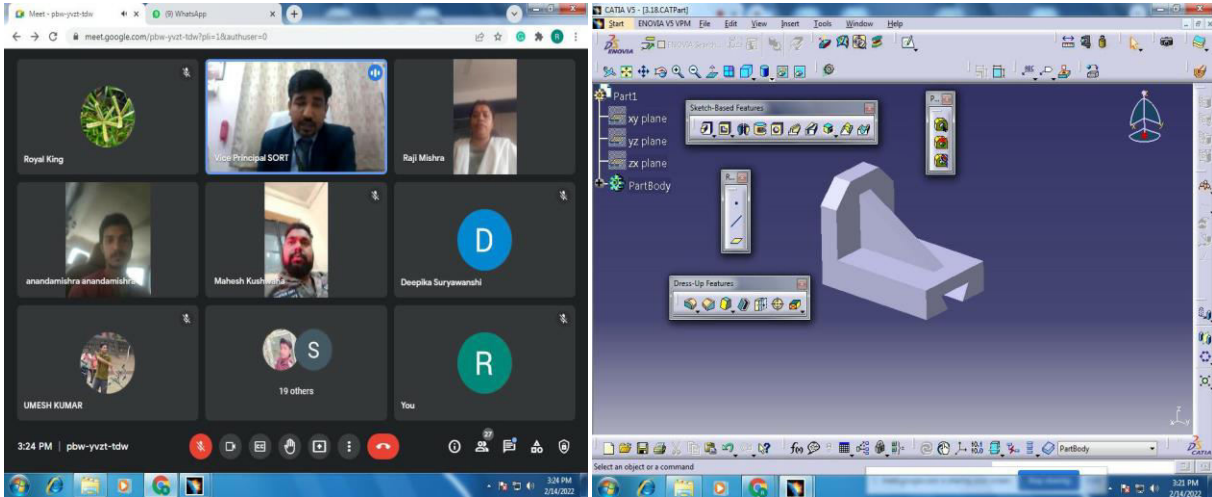 Meet - pbw-yvzt-tdw
(9) WhatsApp
meet.google.com/pbw-yvzt-tdw?pli=1&authuser=0
Royal King
Vice Principal SORT
Raji Mishra
anandamishra anandamishra
Mahesh Kushwaha
D
Deepika Suryawanshi
UMESH KUMAR
S
19 others
R
You
3:24 PM | pbw-yvzt-tdw
27
3:24 PM
2/14/2022
CATIA V5 - [3.18.CATPart]
Start ENOVIA V5 VPM File Edit View Insert Tools Window Help
ENOVIA
Part1
xy plane
yz plane
zx plane
PartBody
Sketch-Based Features
P...
R...
Dress-Up Features
PartBody
CATIA
Select an object or a command
Stop sharing
3:21 PM
2/14/2022